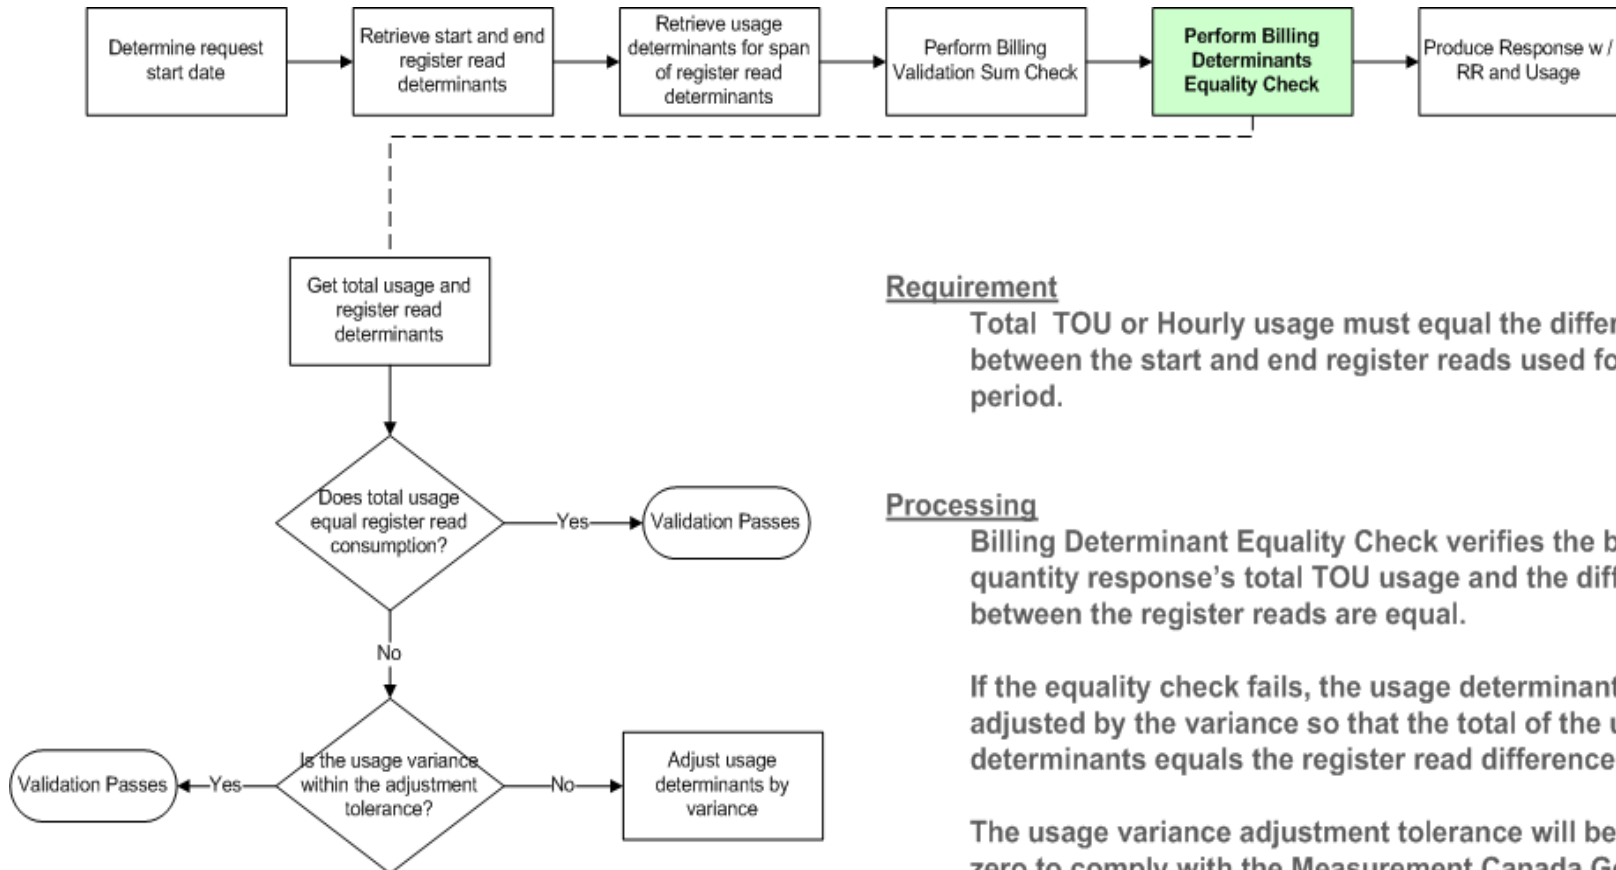 Determine request
start date
Retrieve start and end
register read
determinants
Retrieve usage
determinants for span
of register read
determinants
Perform Billing
Validation Sum Check
Perform Billing
Determinants
Equality Check
Produce Response w /
RR and Usage
Get total usage and
register read
determinants
Does total usage
equal register read
consumption?
Yes
Validation Passes
No
Is the usage variance
within the adjustment
tolerance?
Yes
Validation Passes
No
Adjust usage
determinants by
variance
Requirement
Total TOU or Hourly usage must equal the
between the start and end register reads used
period.
Processing
Billing Determinant Equality Check verifies the
quantity response's total TOU usage and the
between the register reads are equal.
If the equality check fails, the usage
adjusted by the variance so that the total of the
determinants equals the register read difference
The usage variance adjustment tolerance will be
zero to comply with the Measurement Canada